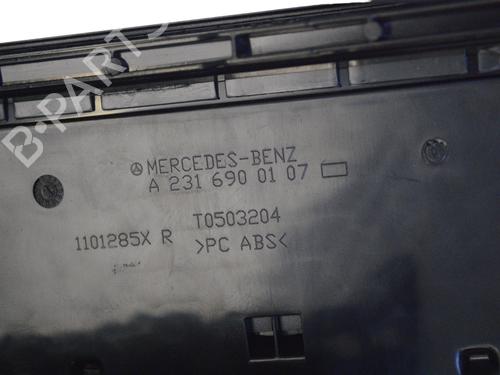 B-PARTS
MERCEDES-BENZ
A 231 690 01 07
T0503204
1101285X R
>PC ABS<